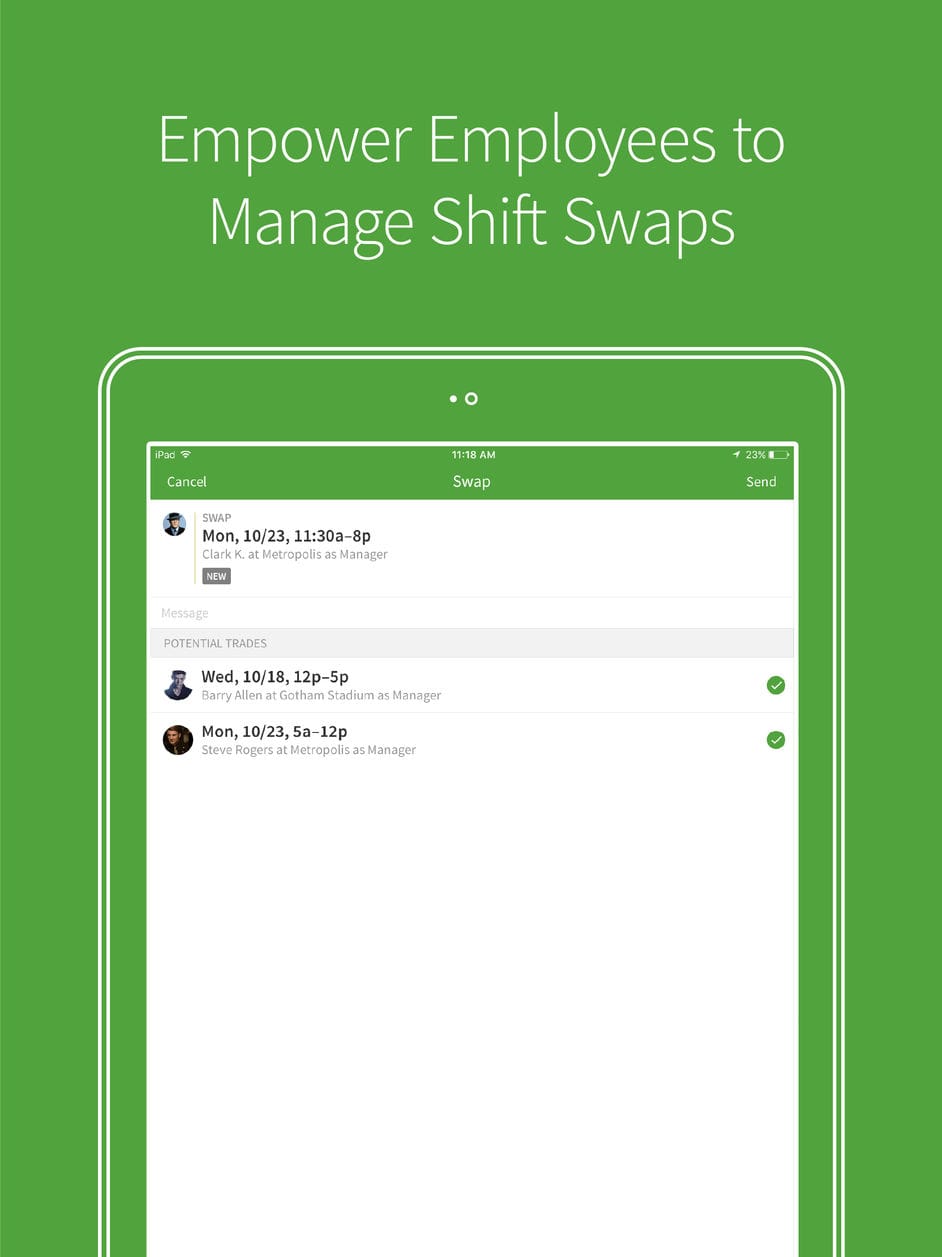 Empower Employees to
Manage Shift Swaps
iPad 11:18 AM 23%
Cancel Swap Send
SWAP
Mon, 10/23, 11:30a–8p
Clark K. at Metropolis as Manager
NEW
Message
POTENTIAL TRADES
Wed, 10/18, 12p–5p
Barry Allen at Gotham Stadium as Manager
Mon, 10/23, 5a–12p
Steve Rogers at Metropolis as Manager